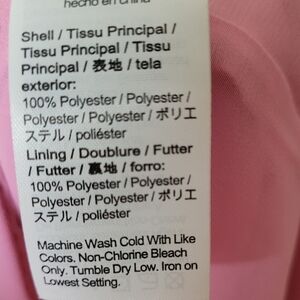 hecho en china
Shell / Tissu Principal /
Tissu Principal / Tissu
Principal / 表地 / tela
exterior:
100% Polyester / Polyester /
Polyester / Polyester / ポリエ
ステル / poliéster
Lining / Doublure / Futter
/ Futter / 裏地 / forro:
100% Polyester / Polyester /
Polyester / Polyester / ポリエ
ステル / poliéster
Machine Wash Cold With Like
Colors. Non-Chlorine Bleach
Only. Tumble Dry Low. Iron on
Lowest Setting.